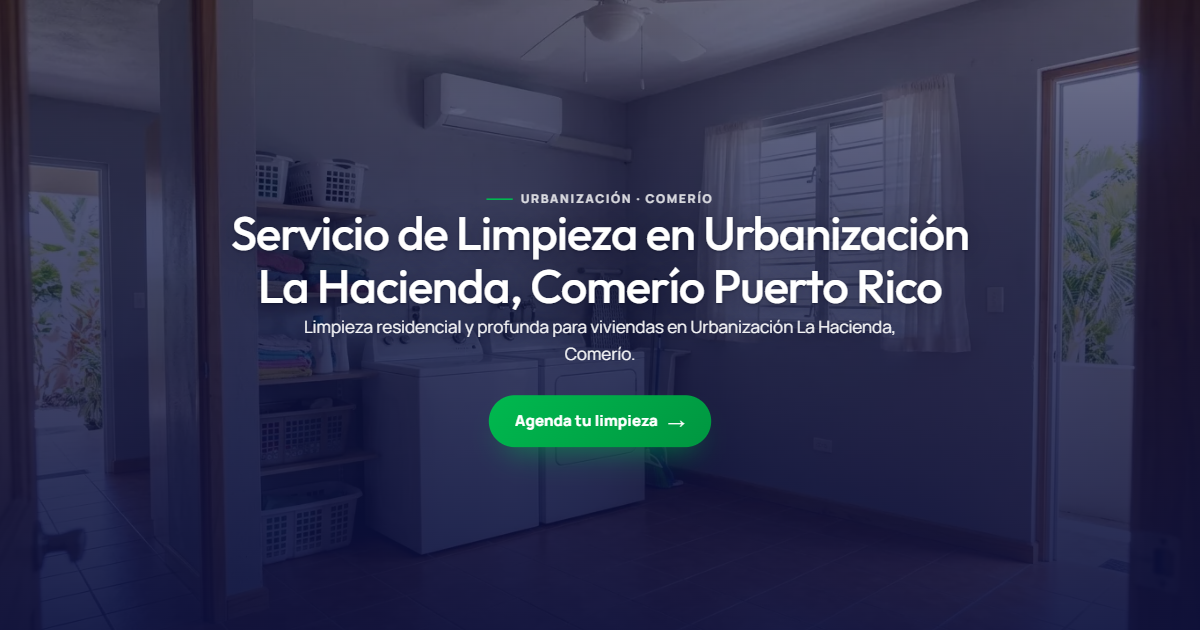 URBANIZACIÓN · COMERÍO
Servicio de Limpieza en Urbanización
La Hacienda, Comerío Puerto Rico
Limpieza residencial y profunda para viviendas en Urbanización La Hacienda,
Comerío.
Agenda tu limpieza →